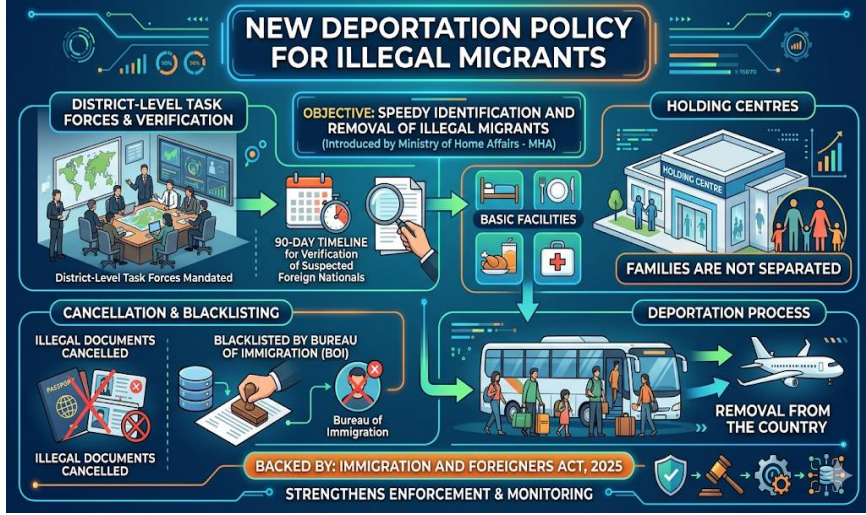 NEW DEPORTATION POLICY
FOR ILLEGAL MIGRANTS
DISTRICT-LEVEL TASK
FORCES & VERIFICATION
District-Level Task Forces Mandated
OBJECTIVE: SPEEDY IDENTIFICATION AND
REMOVAL OF ILLEGAL MIGRANTS
(Introduced by Ministry of Home Affairs - MHA)
90-DAY TIMELINE
for Verification
of Suspected
Foreign Nationals
BASIC FACILITIES
HOLDING CENTRES
HOLDING CENTRE
FAMILIES ARE NOT SEPARATED
CANCELLATION & BLACKLISTING
ILLEGAL DOCUMENTS
CANCELLED
ILLEGAL DOCUMENTS
CANCELLED
BLACKLISTED BY BUREAU
OF IMMIGRATION (BOI)
Bureau of
Immigration
DEPORTATION PROCESS
REMOVAL FROM
THE COUNTRY
BACKED BY: IMMIGRATION AND FOREIGNERS ACT, 2025
STRENGTHENS ENFORCEMENT & MONITORING